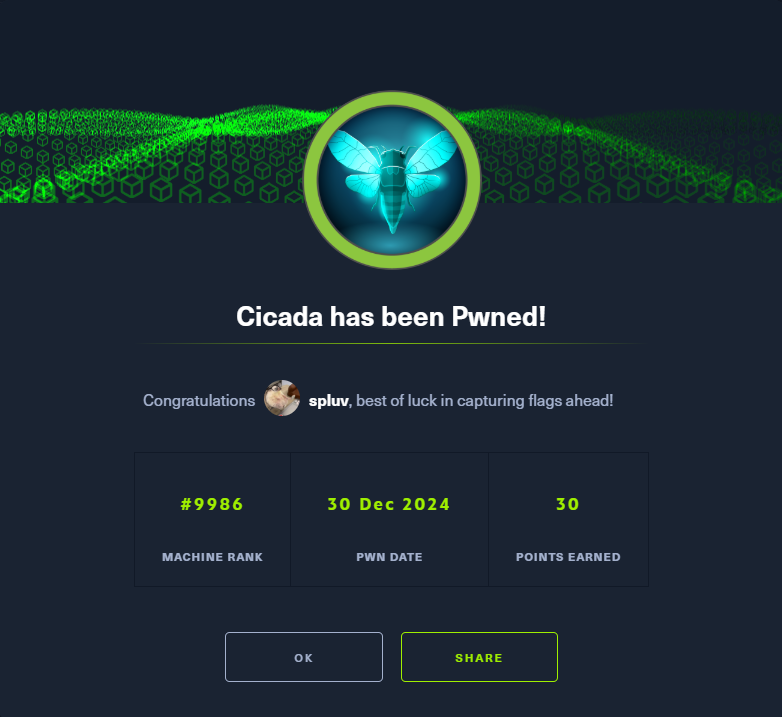 Cicada has been Pwned!
Congratulations spluv, best of luck in capturing flags ahead!
#9986 30 Dec 2024 30
MACHINE RANK PWN DATE POINTS EARNED
OK SHARE